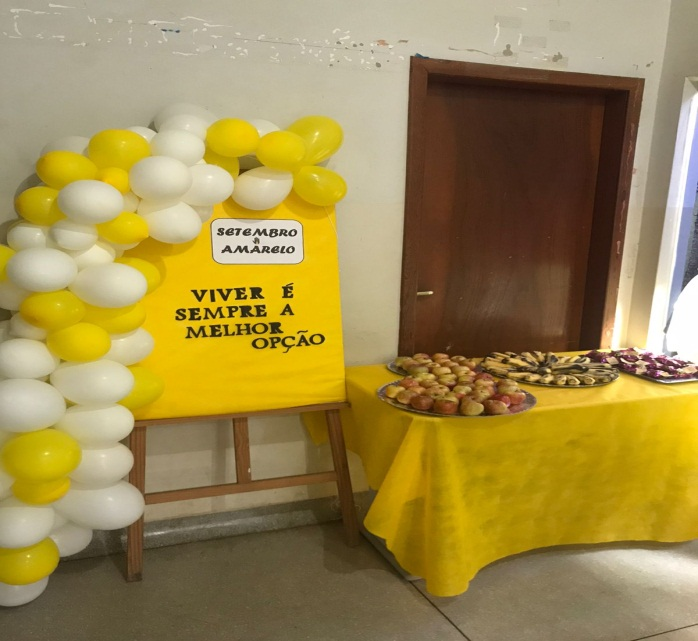 SETEMBRO
AMARELO
VIVER É
SEMPRE A
MELHOR
OPÇÃO